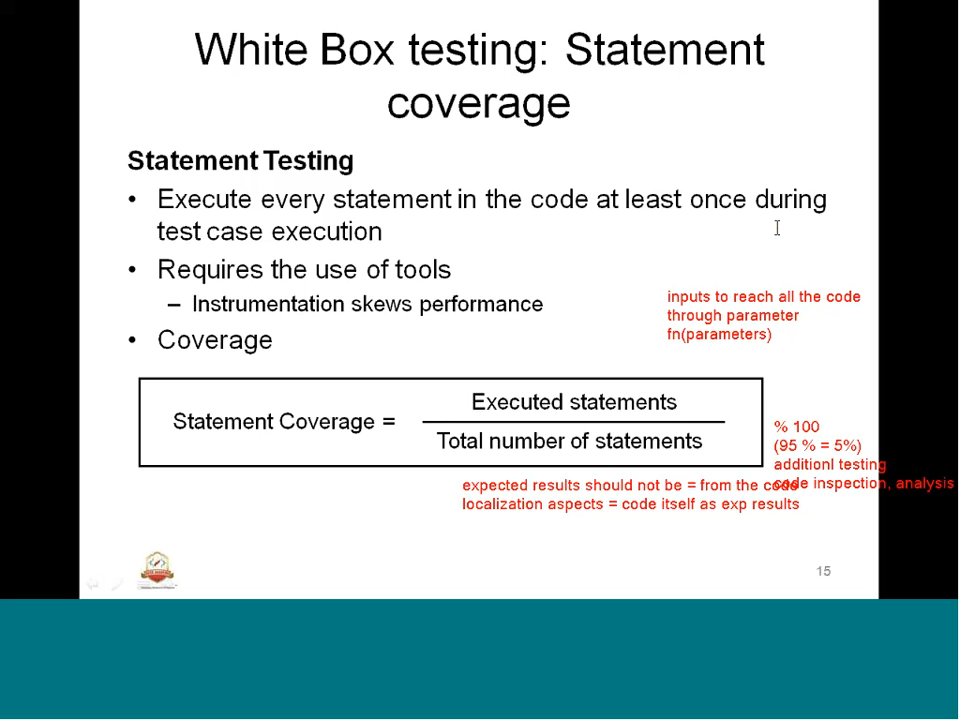 White Box testing: Statement
coverage
Statement Testing
• Execute every statement in the code at least once during
test case execution
• Requires the use of tools
– Instrumentation skews performance
inputs to reach all the code
through parameter
fn(parameters)
• Coverage
Statement Coverage =
Executed statements
Total number of statements
% 100
(95 % = 5%)
additionl testing
code inspection, analysis
expected results should not be = from the code
localization aspects = code itself as exp results
15